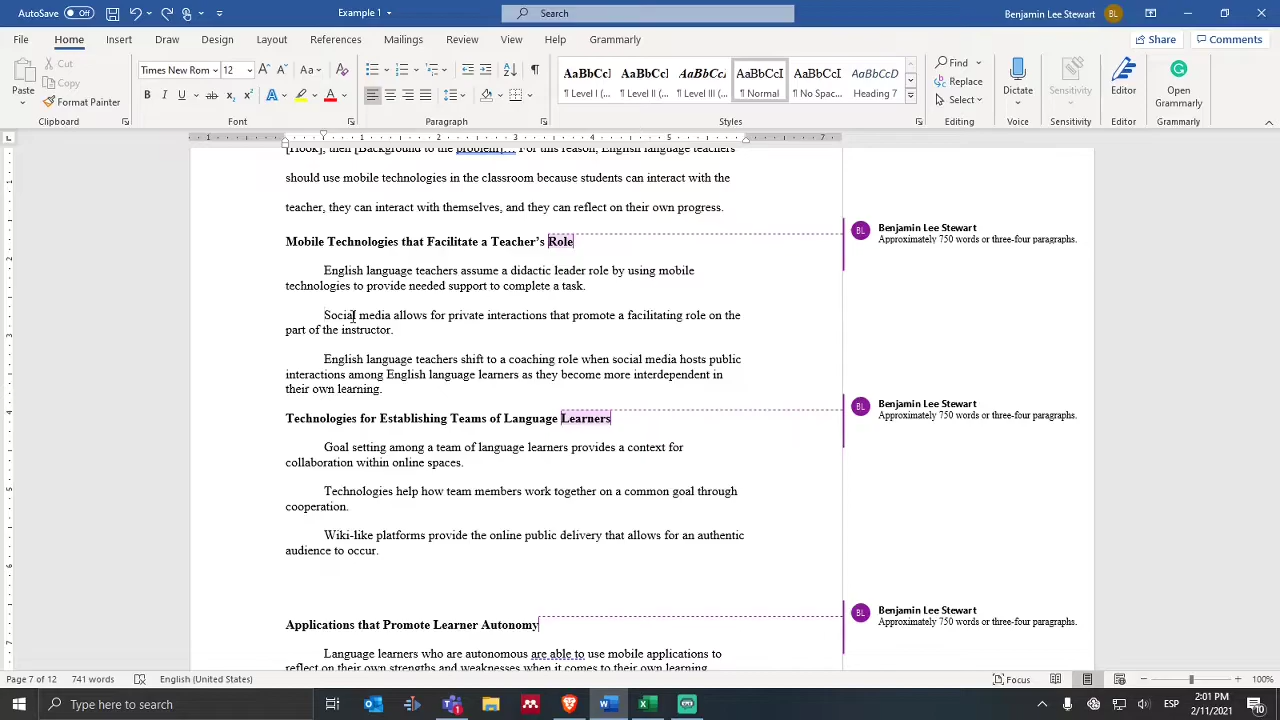 AutoSave Off
Example 1
Search
Benjamin Lee Stewart BL
File Home Insert Draw Design Layout References Mailings Review View Help Grammarly
Share Comments
Paste
Cut
Copy
Format Painter
Times New Rom 12
AaBbCcI AaBbCcI AaBbCcI AaBbCcI AaBbCcI AaBbCcD
¶ Level I (... ¶ Level II (... ¶ Level III (... ¶ Normal ¶ No Spac... Heading 7
Find
Replace
Select
Dictate
Sensitivity
Editor
Open Grammarly
Clipboard Font Paragraph Styles Editing Voice Sensitivity Editor Grammarly
[Hook], then [Background to the problem]… For this reason, English language teachers
should use mobile technologies in the classroom because students can interact with the
teacher, they can interact with themselves, and they can reflect on their own progress.
Mobile Technologies that Facilitate a Teacher's Role
English language teachers assume a didactic leader role by using mobile
technologies to provide needed support to complete a task.
Social media allows for private interactions that promote a facilitating role on the
part of the instructor.
English language teachers shift to a coaching role when social media hosts public
interactions among English language learners as they become more interdependent in
their own learning.
Technologies for Establishing Teams of Language Learners
Goal setting among a team of language learners provides a context for
collaboration within online spaces.
Technologies help how team members work together on a common goal through
cooperation.
Wiki-like platforms provide the online public delivery that allows for an authentic
audience to occur.
Applications that Promote Learner Autonomy
Language learners who are autonomous are able to use mobile applications to
reflect on their own strengths and weaknesses when it comes to their own learning
BL Benjamin Lee Stewart
Approximately 750 words or three-four paragraphs.
BL Benjamin Lee Stewart
Approximately 750 words or three-four paragraphs.
BL Benjamin Lee Stewart
Approximately 750 words or three-four paragraphs.
Page 7 of 12 741 words English (United States)
Focus
100%
Type here to search
ESP
2:01 PM
2/11/2021